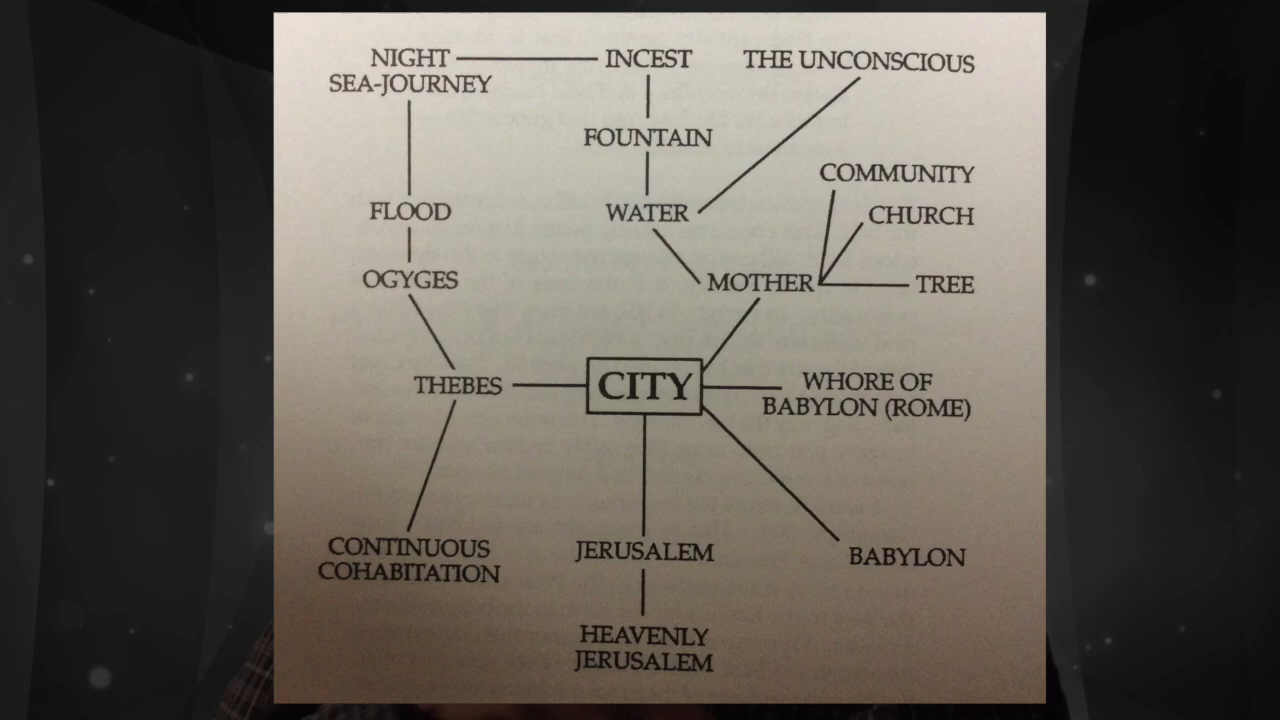 NIGHT
SEA-JOURNEY
INCEST
THE UNCONSCIOUS
FOUNTAIN
COMMUNITY
FLOOD
WATER
CHURCH
OGYGES
MOTHER
TREE
THEBES
CITY
WHORE OF
BABYLON (ROME)
CONTINUOUS
COHABITATION
JERUSALEM
BABYLON
HEAVENLY
JERUSALEM